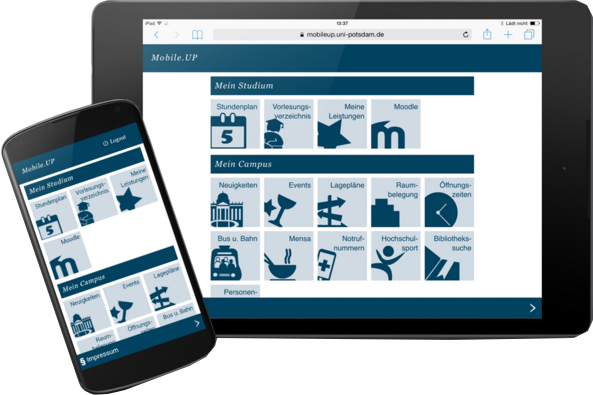 iPad
13:37
Lädt nicht
mobileup.uni-potsdam.de
Mobile.UP
Mein Studium
Stundenplan
5
Vorlesungs-
verzeichnis
Meine
Leistungen
Moodle
m
Mein Campus
Neuigkeiten
Events
Lagepläne
Raum-
belegung
Öffnungs-
zeiten
Bus u. Bahn
Mensa
Notruf-
nummern
Hochschul-
sport
Bibliotheks-
suche
Personen-
Mobile.UP
Logout
Mein Studium
Stundenplan
5
Vorlesungs-
verzeichnis
Meine
Leistungen
Moodle
m
Mein Campus
Neuigkeiten
Events
Lagepläne
Raum-
Öffnungs-
Bus u. Bahn
§ Impressum